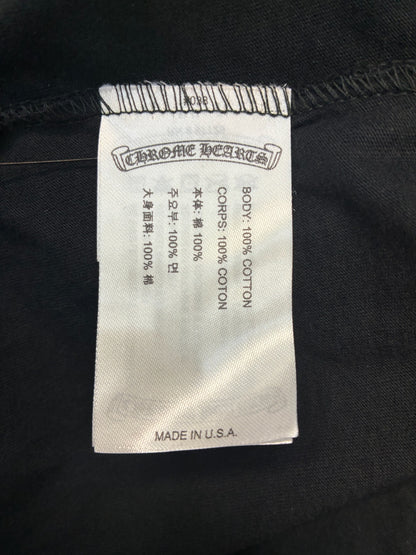 CHROME HEARTS
BODY: 100% COTTON
CORPS: 100% COTON
本体: 棉 100%
주요부: 100% 면
大身面料: 100% 棉
MADE IN U.S.A.